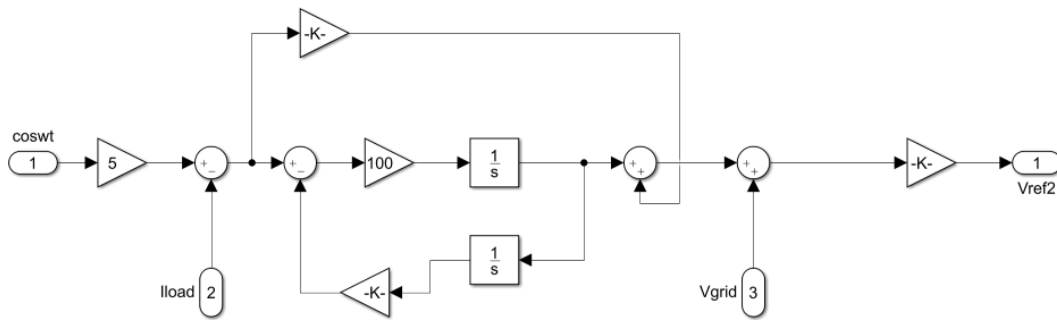 -K-
coswt
1
5
+
−
+
−
100
1
s
+
+
+
+
-K-
1
Vref2
1
s
-K-
Iload
2
Vgrid
3